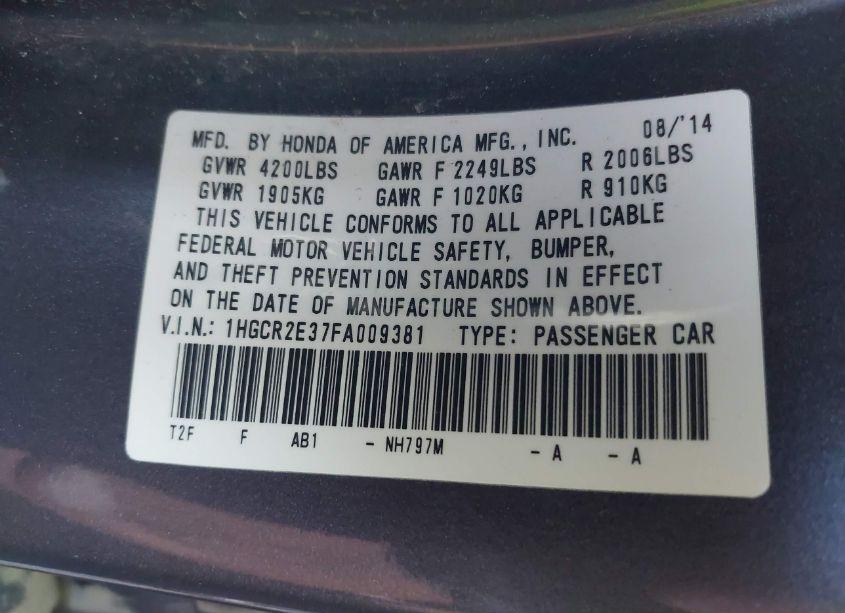 MFD. BY HONDA OF AMERICA MFG., INC. 08/'14
GVWR 4200LBS GAWR F 2249LBS R 2006LBS
GVWR 1905KG GAWR F 1020KG R 910KG
THIS VEHICLE CONFORMS TO ALL APPLICABLE
FEDERAL MOTOR VEHICLE SAFETY, BUMPER,
AND THEFT PREVENTION STANDARDS IN EFFECT
ON THE DATE OF MANUFACTURE SHOWN ABOVE.
V.I.N.: 1HGCR2E37FA009381 TYPE: PASSENGER CAR
T2F F AB1 - NH797M - A - A